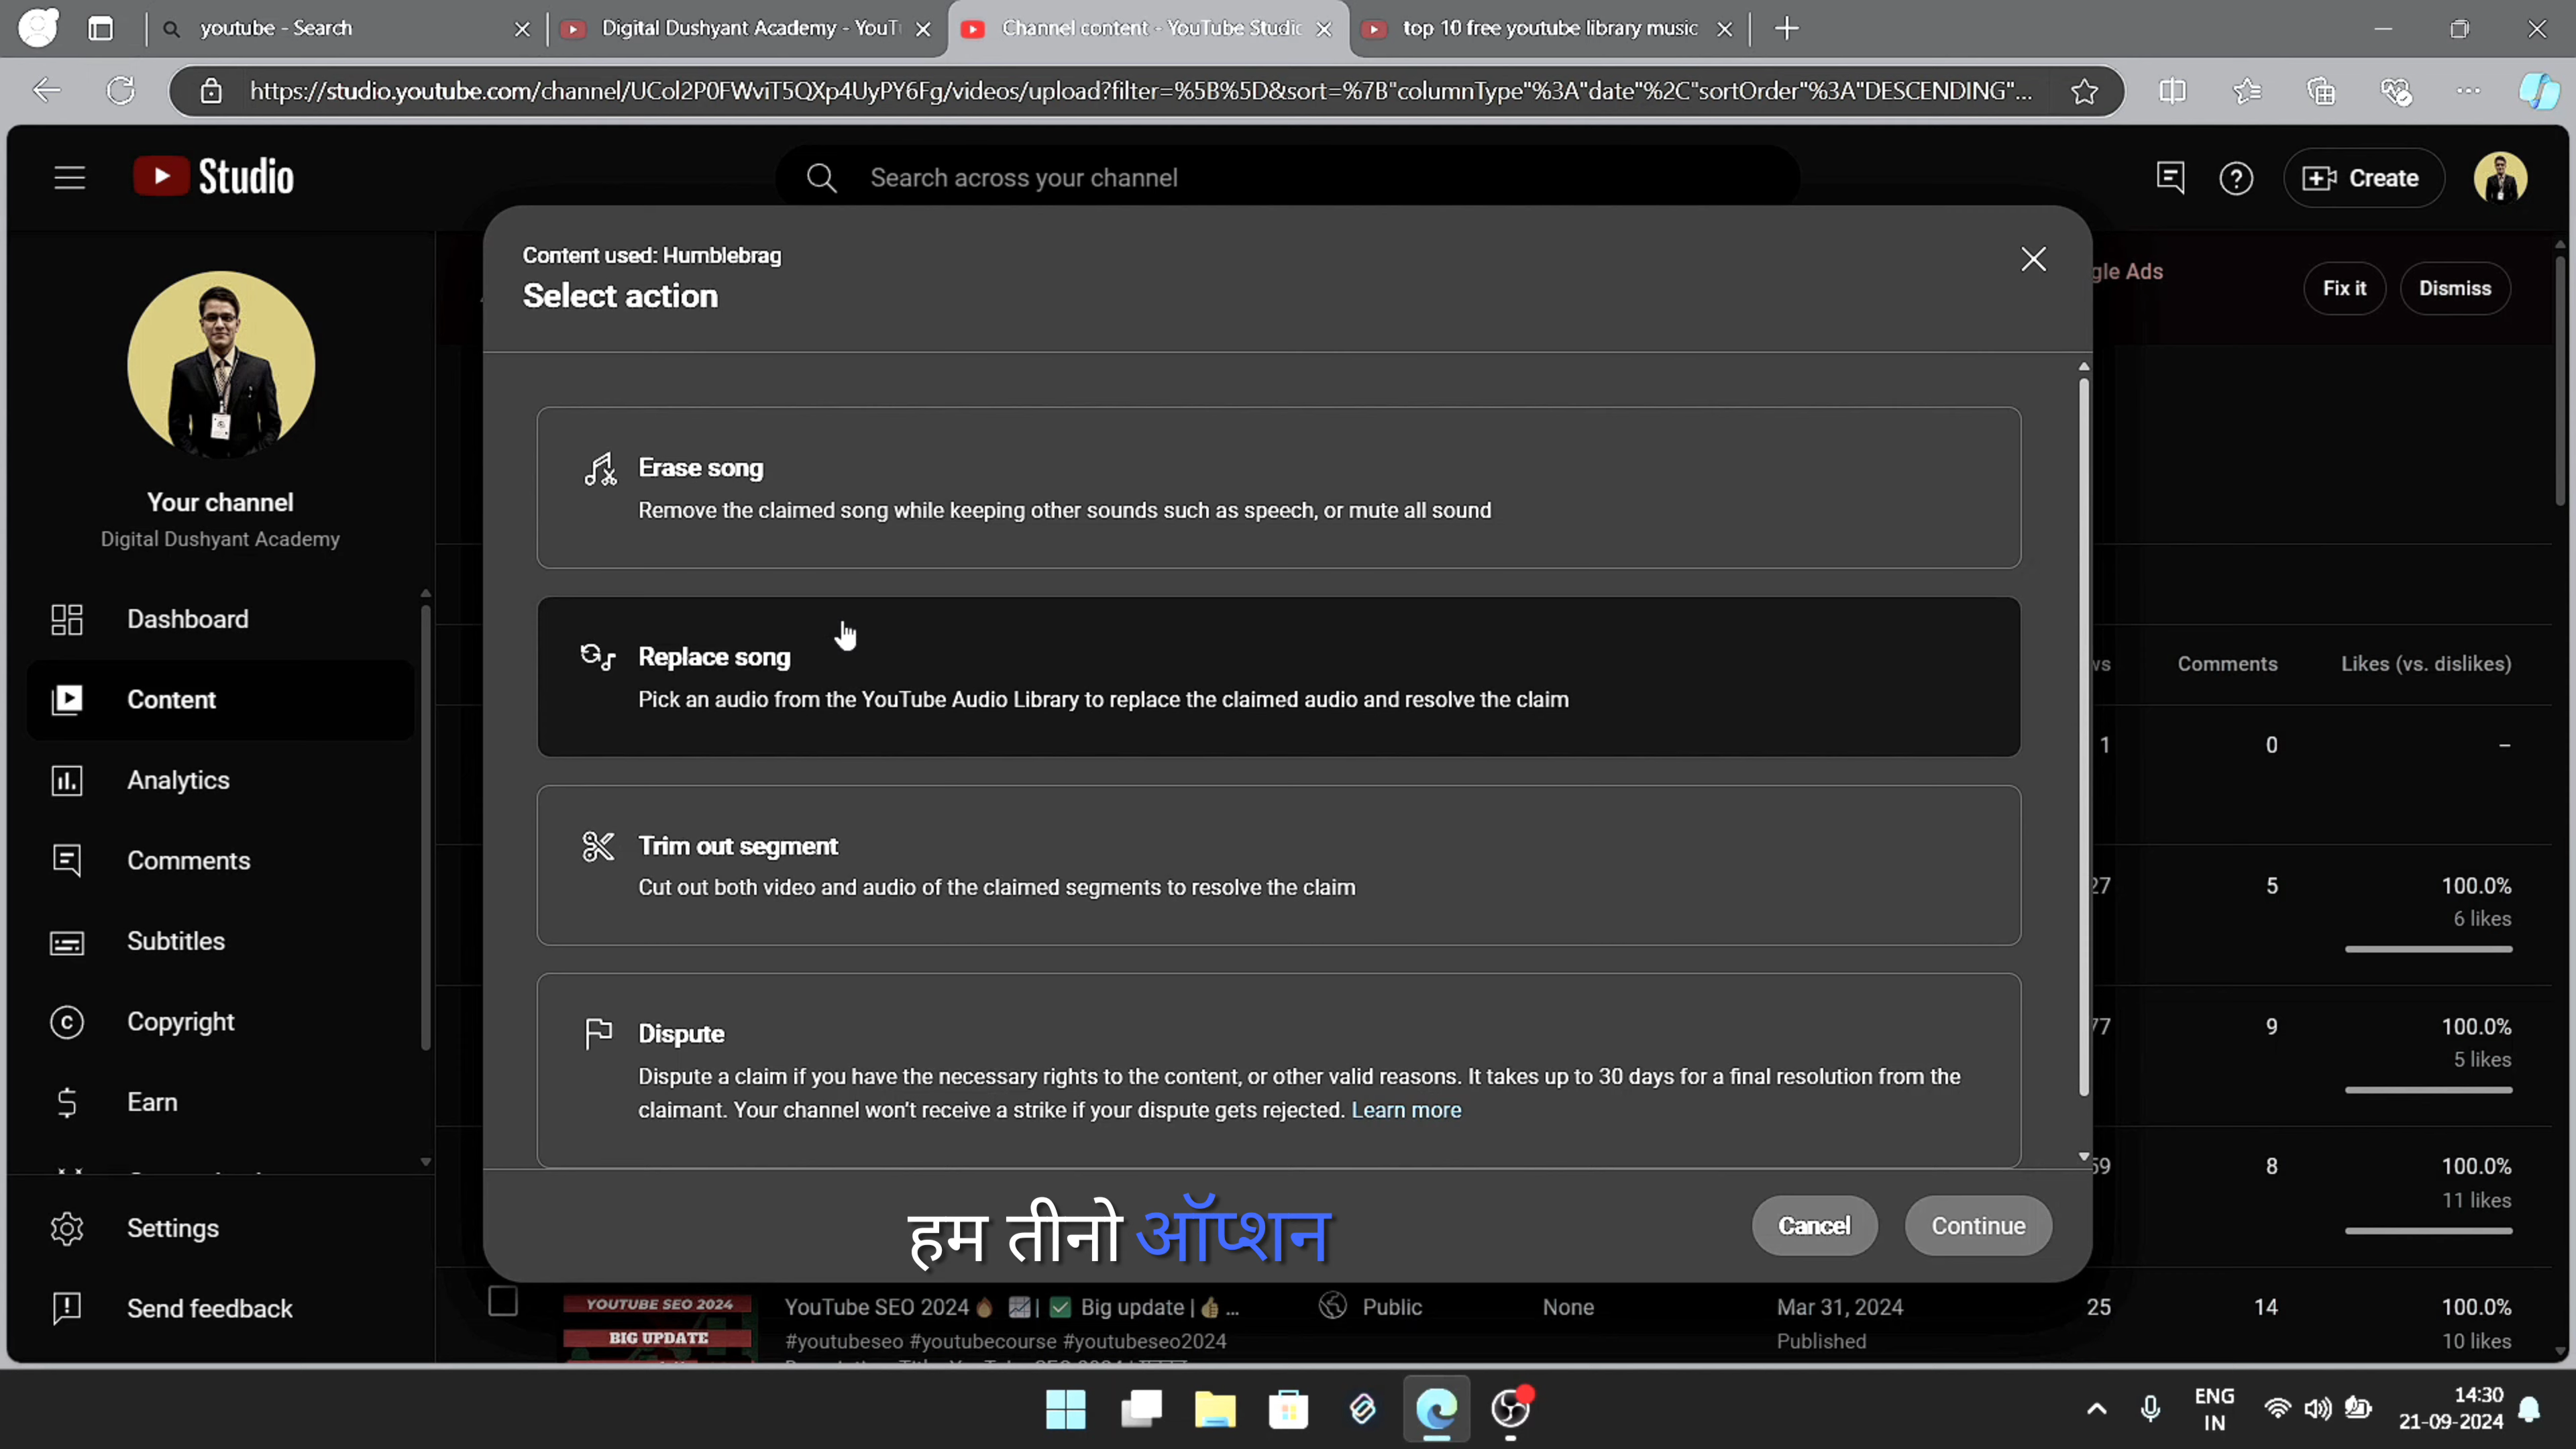 youtube - Search
Digital Dushyant Academy - YouT
Channel content - YouTube Studio
top 10 free youtube library music
https://studio.youtube.com/channel/UCol2P0FWviT5QXp4UyPY6Fg/videos/upload?filter=%5B%5D&sort=%7B"columnType"%3A"date"%2C"sortOrder"%3A"DESCENDING"...
Studio
Search across your channel
Create
Content used: Humblebrag
Select action
gle Ads
Fix it
Dismiss
Your channel
Digital Dushyant Academy
Dashboard
Content
Analytics
Comments
Subtitles
Copyright
Earn
Settings
Send feedback
Erase song
Remove the claimed song while keeping other sounds such as speech, or mute all sound
Replace song
Pick an audio from the YouTube Audio Library to replace the claimed audio and resolve the claim
Trim out segment
Cut out both video and audio of the claimed segments to resolve the claim
Dispute
Dispute a claim if you have the necessary rights to the content, or other valid reasons. It takes up to 30 days for a final resolution from the
claimant. Your channel won't receive a strike if your dispute gets rejected. Learn more
Cancel
Continue
हम तीनो ऑप्शन
ws Comments Likes (vs. dislikes)
1 0 –
27 5 100.0%
6 likes
77 9 100.0%
5 likes
59 8 100.0%
11 likes
YOUTUBE SEO 2024
BIG UPDATE
YouTube SEO 2024🔥 📈| ✅ Big update |👍 ...
#youtubeseo #youtubecourse #youtubeseo2024
Public
None
Mar 31, 2024
Published
25 14 100.0%
10 likes
ENG
IN
14:30
21-09-2024